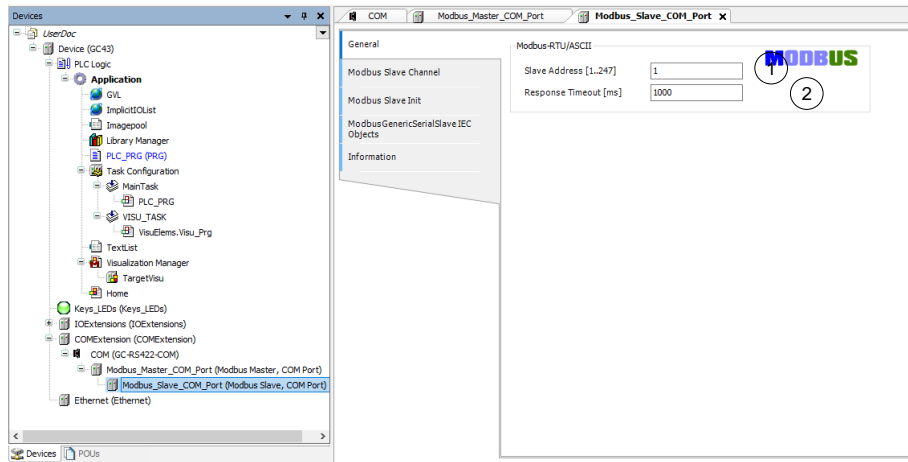 Devices
UserDoc
Device (GC43)
PLC Logic
Application
GVL
ImplicitIOList
Imagepool
Library Manager
PLC_PRG (PRG)
Task Configuration
MainTask
PLC_PRG
VISU_TASK
VisuElems.Visu_Prg
TextList
Visualization Manager
TargetVisu
Home
Keys_LEDs (Keys_LEDs)
IOExtensions (IOExtensions)
COMExtension (COMExtension)
COM (GC-RS422-COM)
Modbus_Master_COM_Port (Modbus Master, COM Port)
Modbus_Slave_COM_Port (Modbus Slave, COM Port)
Ethernet (Ethernet)
Devices POUs
COM Modbus_Master_COM_Port Modbus_Slave_COM_Port
General
Modbus Slave Channel
Modbus Slave Init
ModbusGenericSerialSlave IEC
Objects
Information
Modbus-RTU/ASCII
MODBUS
Slave Address [1..247] 1 1
Response Timeout [ms] 1000 2